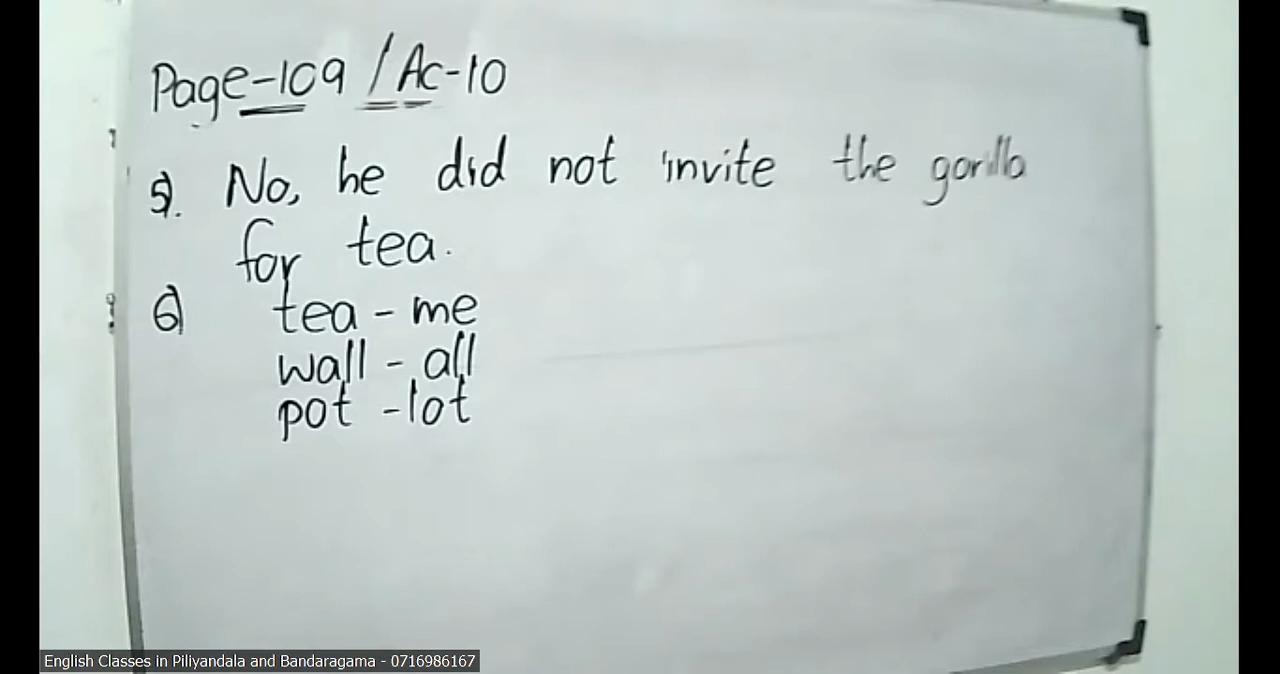 Page-109 / Ac-10
5). No, he did not invite the gorilla
for tea.
6) tea - me
wall - all
pot - lot
English Classes in Piliyandala and Bandaragama - 0716986167